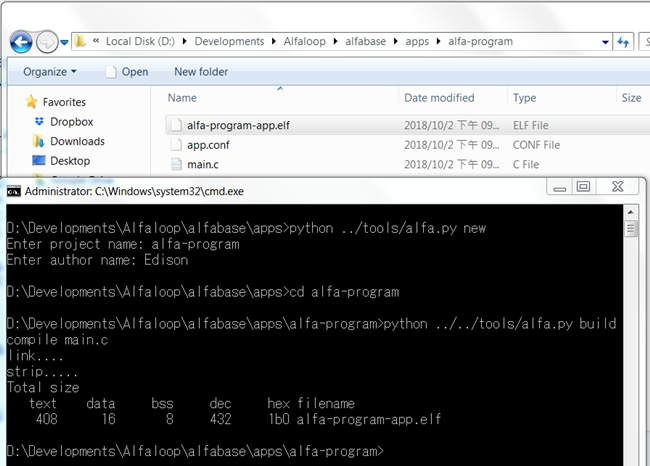 « Local Disk (D:) ▸ Developments ▸ Alfaloop ▸ alfabase ▸ apps ▸ alfa-program
Organize Open New folder
Name Date modified Type Size
Favorites
Dropbox
Downloads
Desktop
alfa-program-app.elf 2018/10/2 下午 09... ELF File
app.conf 2018/10/2 下午 09... CONF File
main.c 2018/10/2 下午 09... C File
Administrator: C:\Windows\system32\cmd.exe
D:\Developments\Alfaloop\alfabase\apps>python ../tools/alfa.py new
Enter project name: alfa-program
Enter author name: Edison
D:\Developments\Alfaloop\alfabase\apps>cd alfa-program
D:\Developments\Alfaloop\alfabase\apps\alfa-program>python ../../tools/alfa.py build
compile main.c
link....
strip.....
Total size
text data bss dec hex filename
408 16 8 432 1b0 alfa-program-app.elf
D:\Developments\Alfaloop\alfabase\apps\alfa-program>